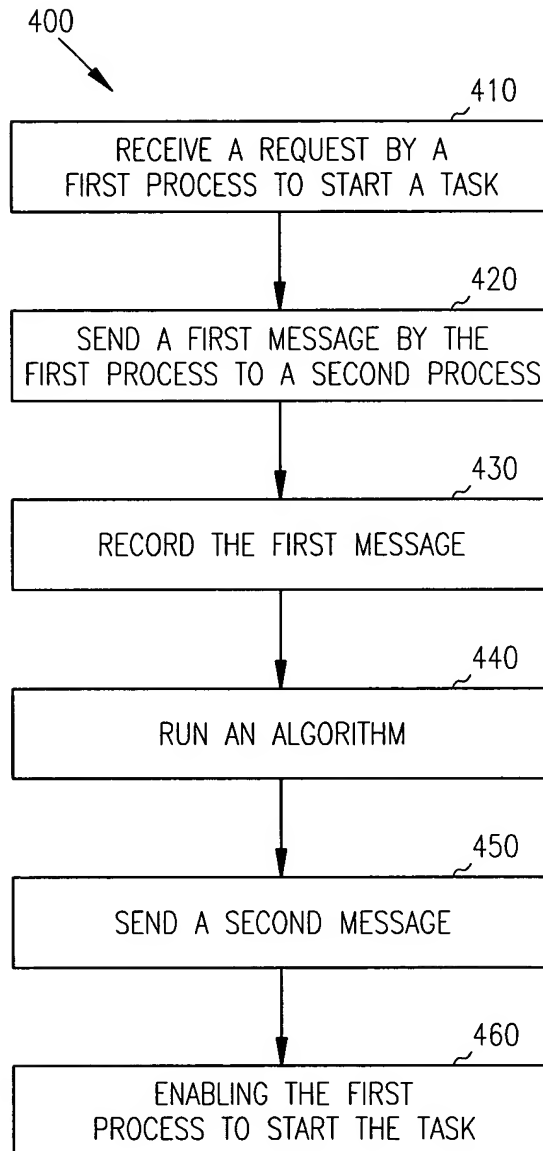 400
410
RECEIVE A REQUEST BY A
FIRST PROCESS TO START A TASK
420
SEND A FIRST MESSAGE BY THE
FIRST PROCESS TO A SECOND PROCESS
430
RECORD THE FIRST MESSAGE
440
RUN AN ALGORITHM
450
SEND A SECOND MESSAGE
460
ENABLING THE FIRST
PROCESS TO START THE TASK